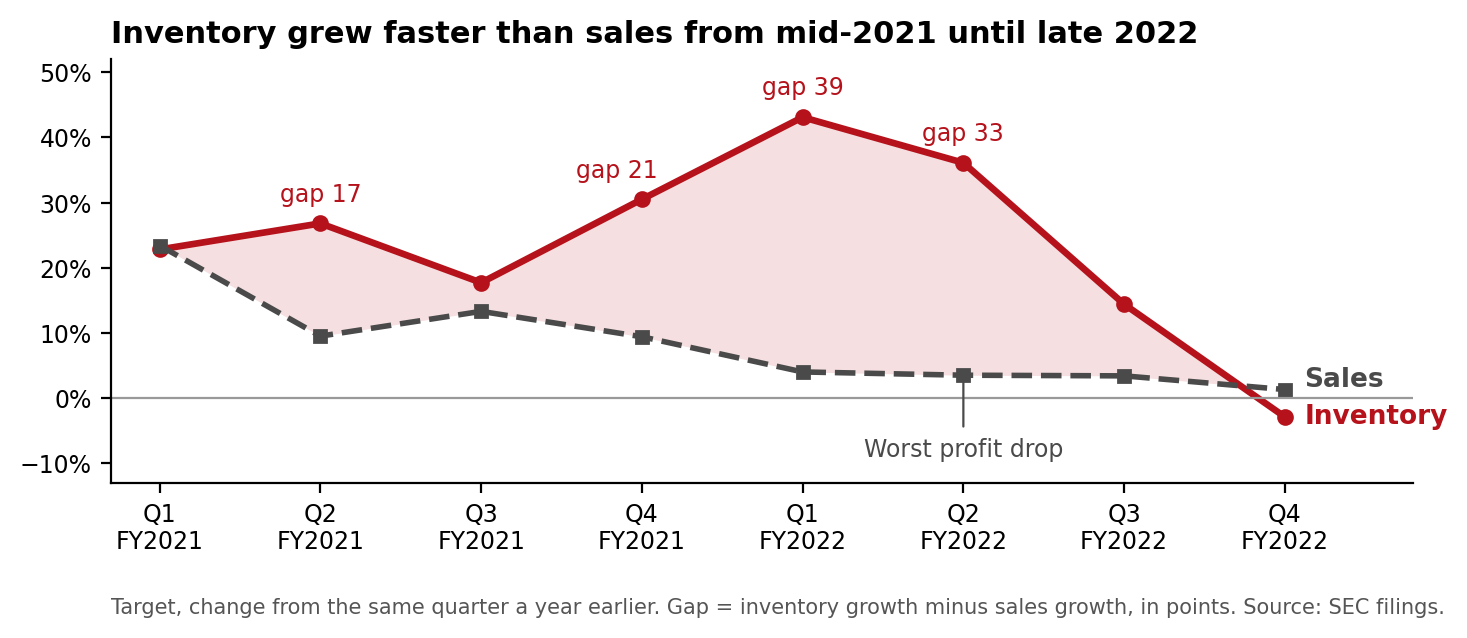 Inventory grew faster than sales from mid-2021 until late 2022
50%
40%
30%
20%
10%
0%
−10%
gap 17
gap 21
gap 39
gap 33
Worst profit drop
Sales
Inventory
Q1
FY2021
Q2
FY2021
Q3
FY2021
Q4
FY2021
Q1
FY2022
Q2
FY2022
Q3
FY2022
Q4
FY2022
Target, change from the same quarter a year earlier. Gap = inventory growth minus sales growth, in points. Source: SEC filings.